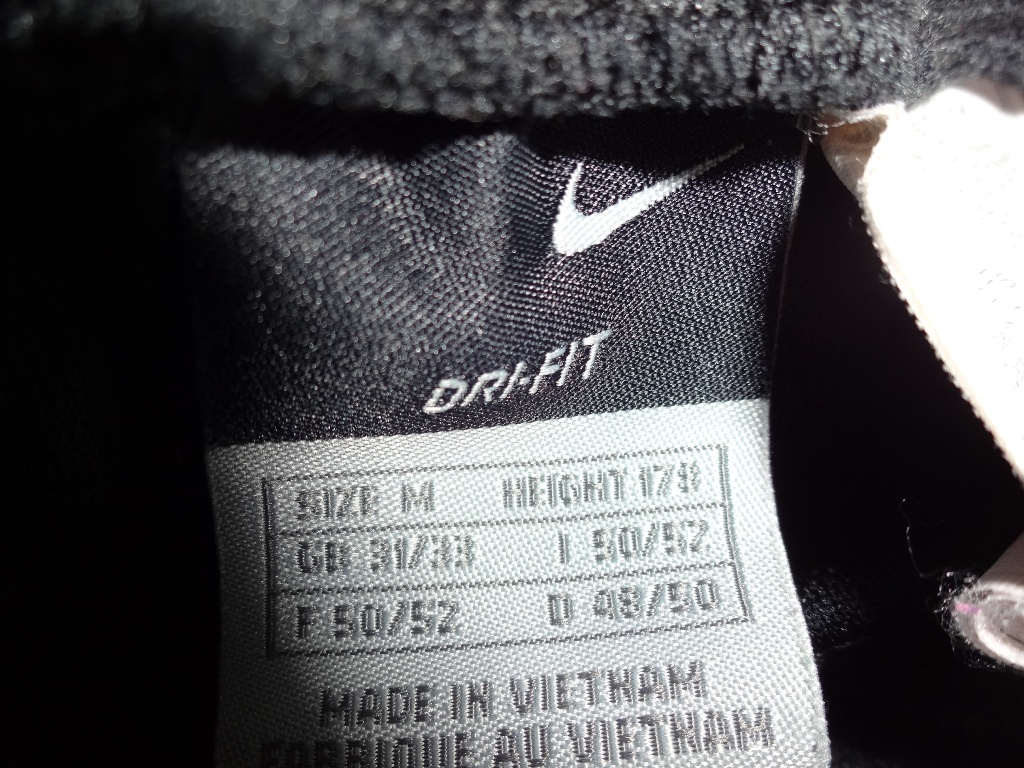 DRI-FIT
SIZE M HEIGHT 178
GB 31/33 I 50/52
F 50/52 D 48/50
MADE IN VIETNAM
FABRIQUE AU VIETNAM